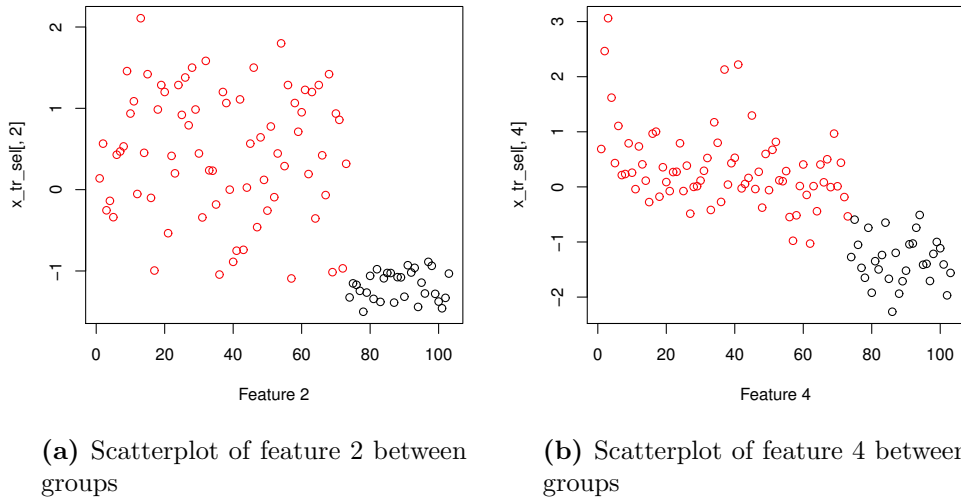 x_tr_sel[, 2]
2
1
0
−1
0 20 40 60 80 100
Feature 2
x_tr_sel[, 4]
3
2
1
0
−1
−2
0 20 40 60 80 100
Feature 4
(a) Scatterplot of feature 2 between
groups
(b) Scatterplot of feature 4 between
groups